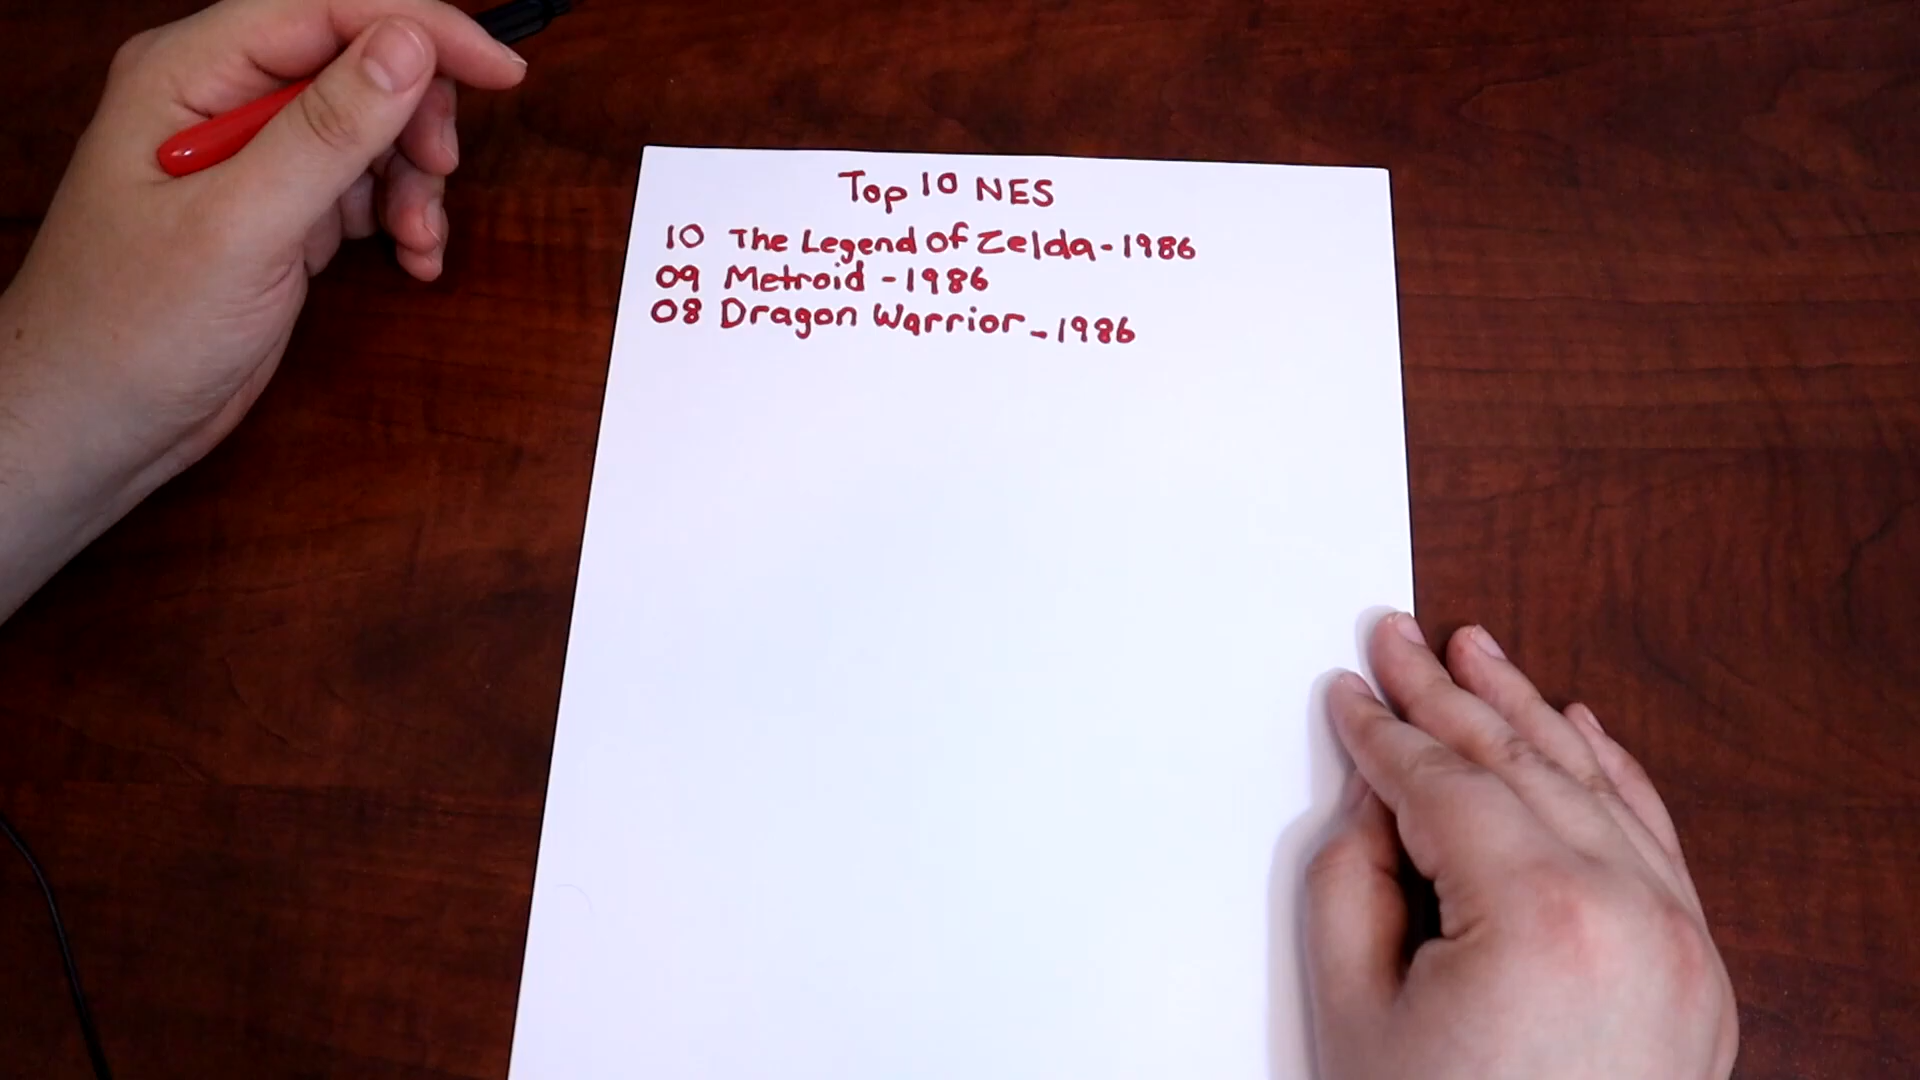 Top 10 NES
10 The Legend Of Zelda - 1986
09 Metroid - 1986
08 Dragon Warrior - 1986